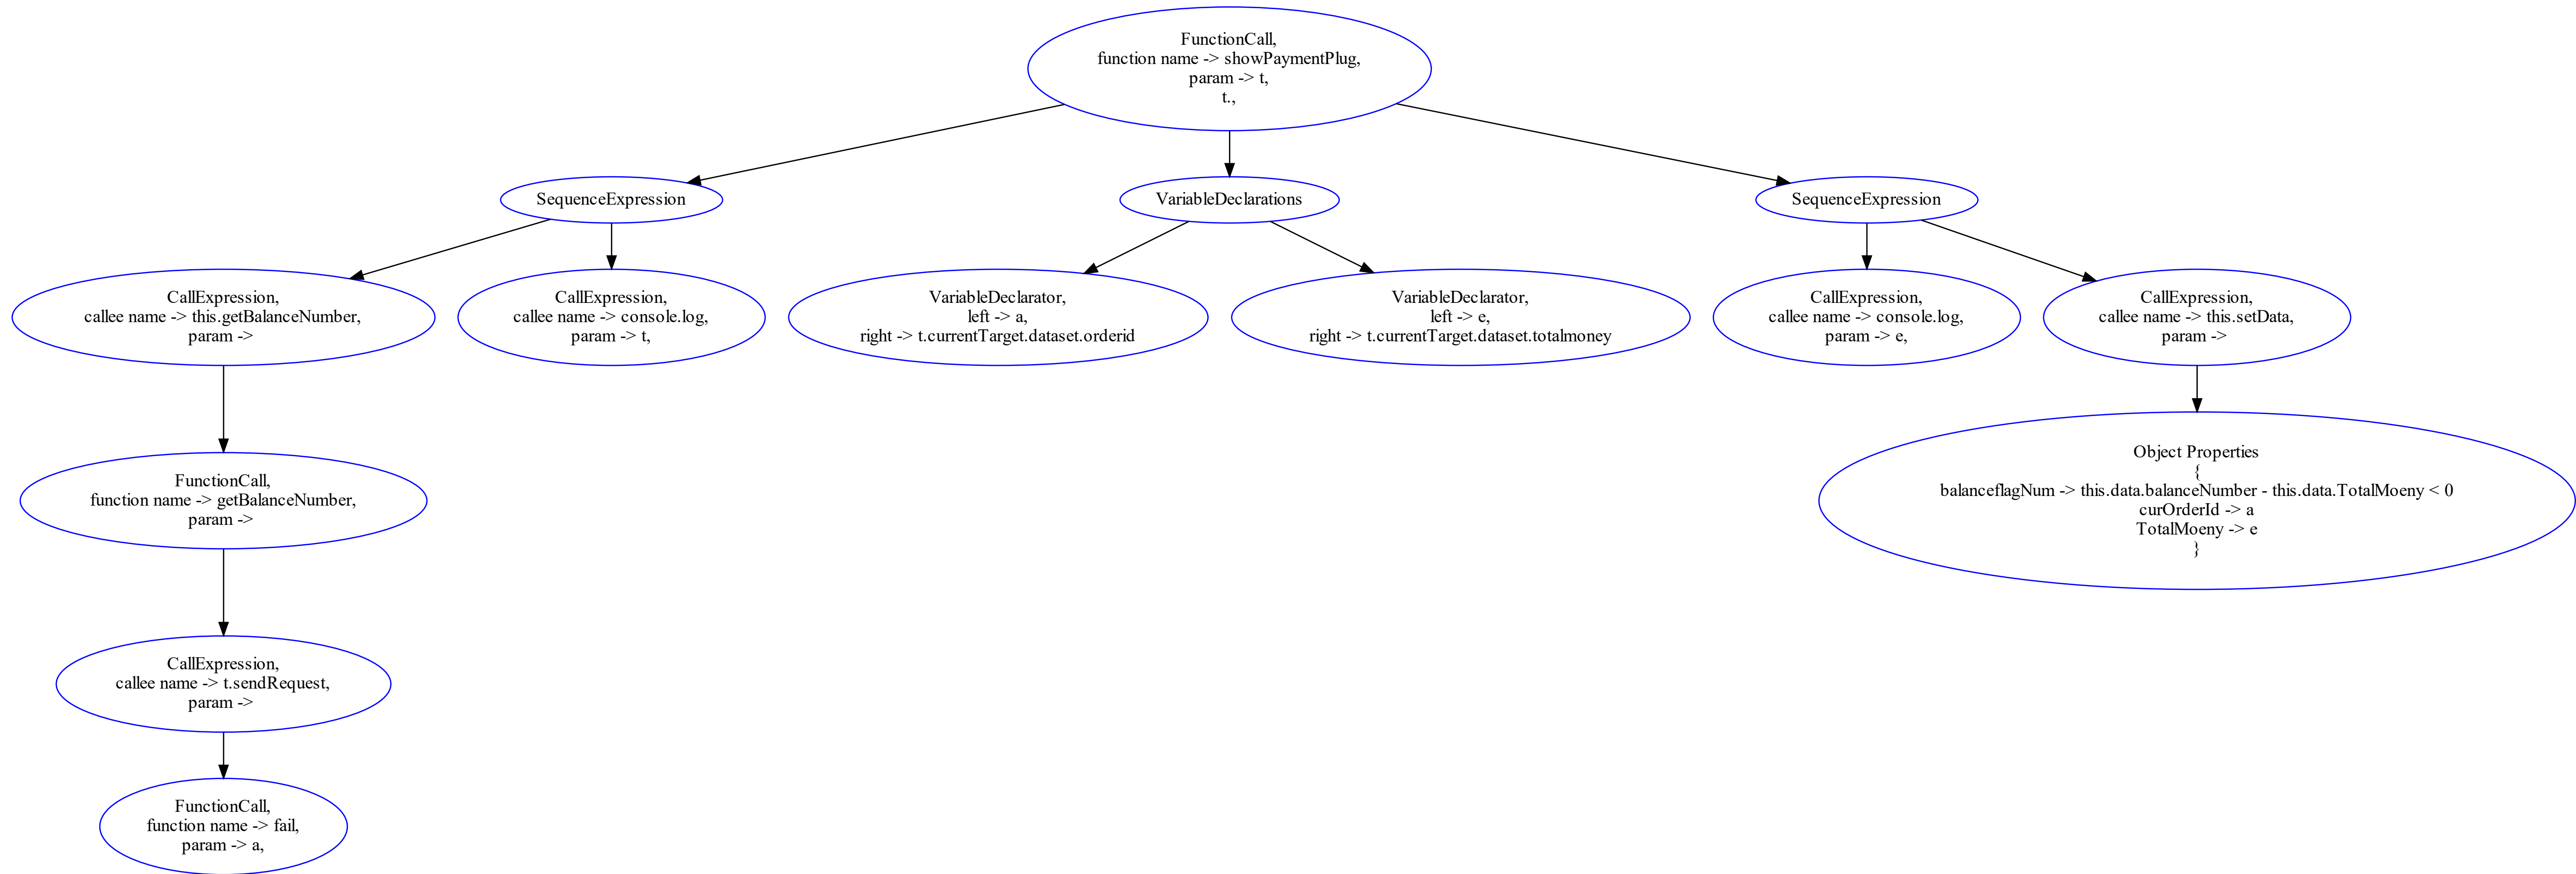 FunctionCall,
function name -> showPaymentPlug,
param -> t,
t.,
SequenceExpression
VariableDeclarations
SequenceExpression
CallExpression,
callee name -> this.getBalanceNumber,
param ->
CallExpression,
callee name -> console.log,
param -> t,
VariableDeclarator,
left -> a,
right -> t.currentTarget.dataset.orderid
VariableDeclarator,
left -> e,
right -> t.currentTarget.dataset.totalmoney
CallExpression,
callee name -> console.log,
param -> e,
CallExpression,
callee name -> this.setData,
param ->
FunctionCall,
function name -> getBalanceNumber,
param ->
Object Properties
{
balanceflagNum -> this.data.balanceNumber - this.data.TotalMoeny < 0
curOrderId -> a
TotalMoeny -> e
}
CallExpression,
callee name -> t.sendRequest,
param ->
FunctionCall,
function name -> fail,
param -> a,